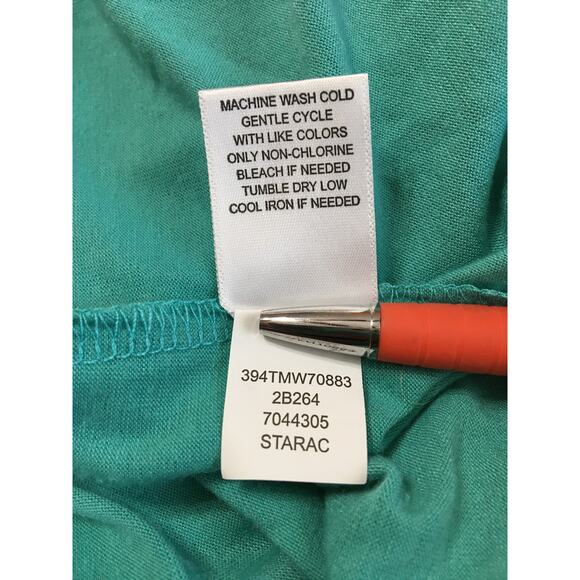 MACHINE WASH COLD
GENTLE CYCLE
WITH LIKE COLORS
ONLY NON-CHLORINE
BLEACH IF NEEDED
TUMBLE DRY LOW
COOL IRON IF NEEDED
394TMW70883
2B264
7044305
STARAC